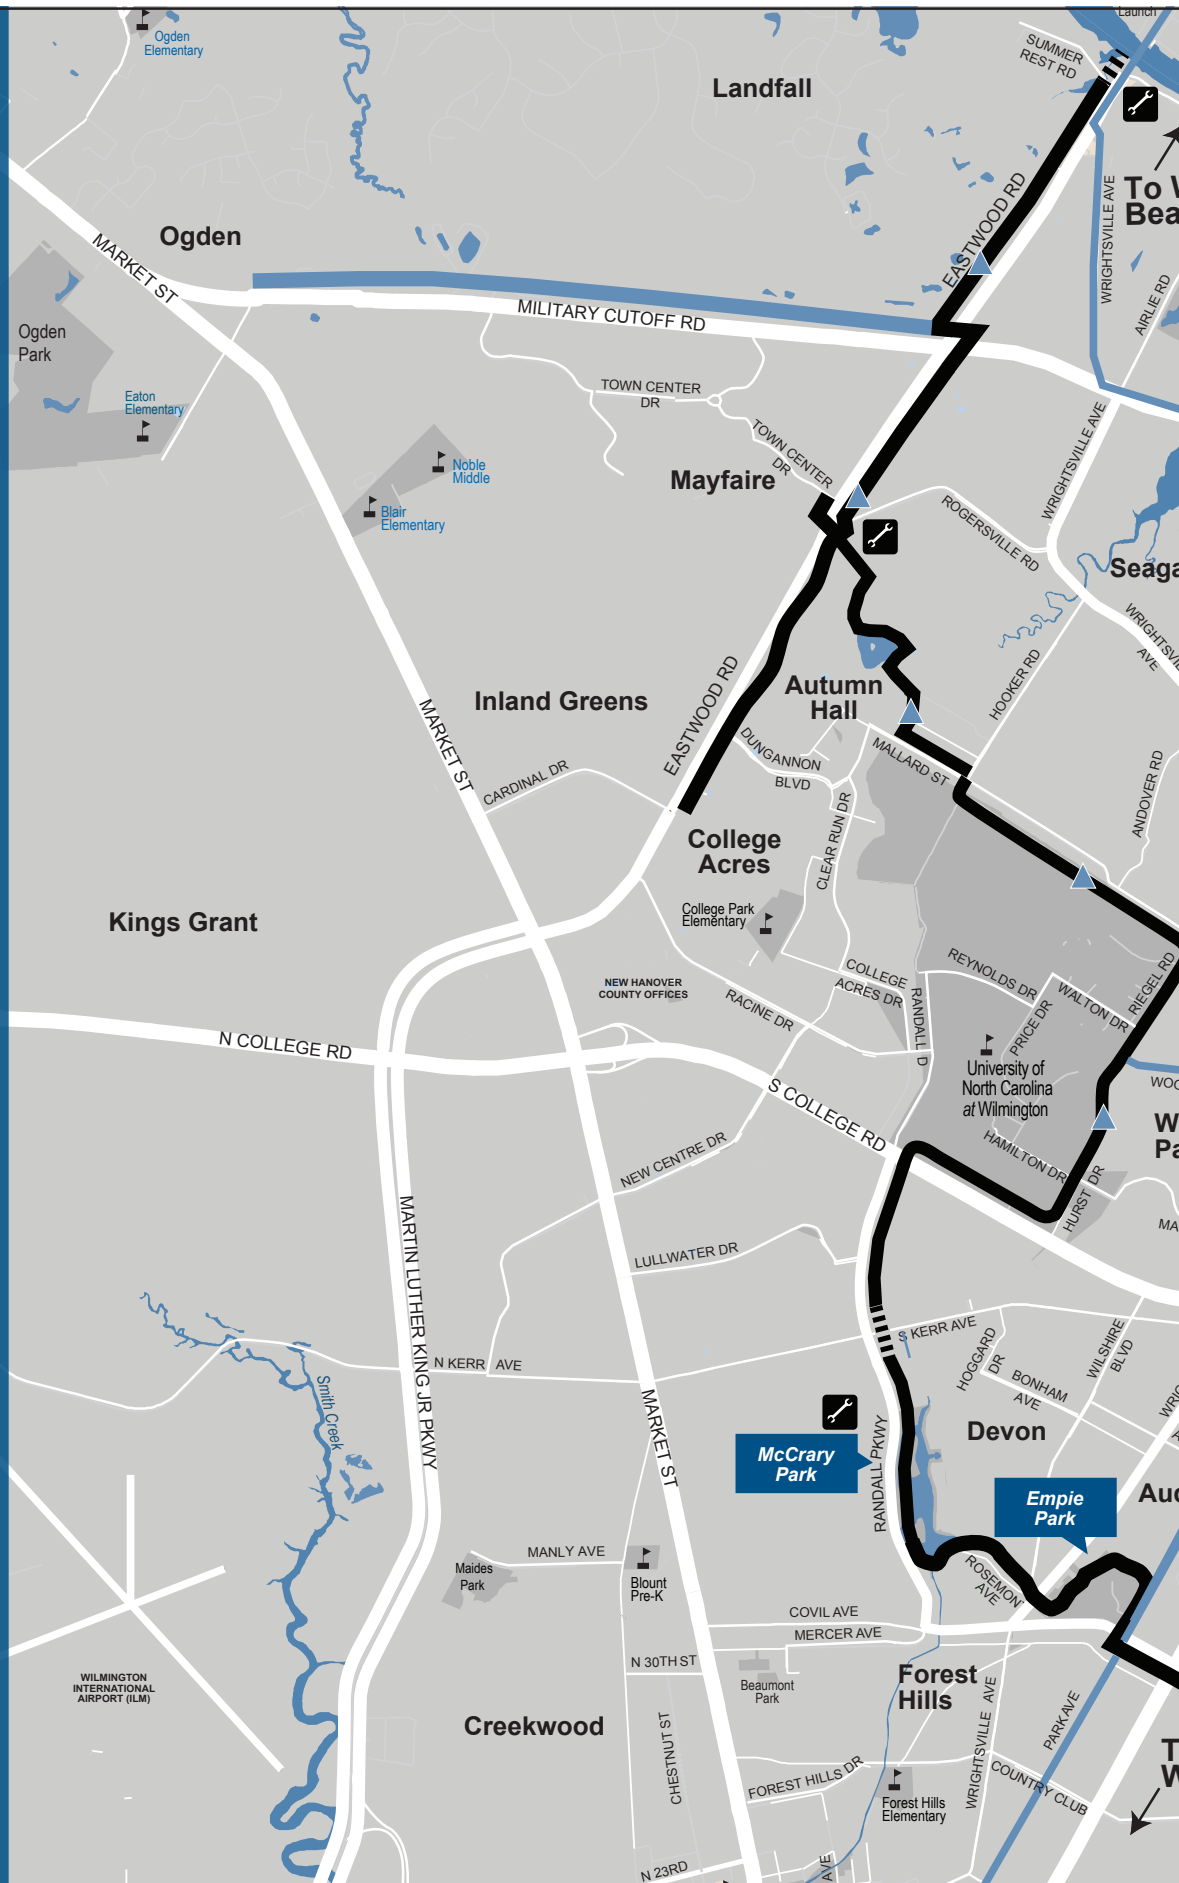 Launch
Ogden
Elementary
SUMMER
REST RD
Landfall
To
Bea
WRIGHTSVILLE AVE
EASTWOOD RD
AIRLIE RD
Ogden
MARKET ST
MILITARY CUTOFF RD
Ogden
Park
TOWN CENTER
DR
Eaton
Elementary
TOWN CENTER
DR
WRIGHTSVILLE AVE
Noble
Middle
Mayfaire
Blair
Elementary
ROGERSVILLE RD
Seaga
WRIGHTSVI
AVE
HOOKER RD
Autumn
Hall
Inland Greens
EASTWOOD RD
MARKET ST
DUNGANNON
BLVD
MALLARD ST
CARDINAL DR
ANDOVER RD
CLEAR RUN DR
College
Acres
College Park
Elementary
Kings Grant
NEW HANOVER
COUNTY OFFICES
COLLEGE
ACRES DR
REYNOLDS DR
WALTON DR
RIEGEL RD
RACINE DR
RANDALL D
PRICE DR
N COLLEGE RD
University of
North Carolina
at Wilmington
WOO
S COLLEGE RD
W
Pa
NEW CENTRE DR
HAMILTON DR
HURST DR
MA
MARTIN LUTHER KING JR PKWY
LULLWATER DR
S KERR AVE
HOGGARD
DR
WILSHIRE
BLVD
N KERR AVE
BONHAM
AVE
WRIG
A
Smith Creek
MARKET ST
RANDALL PKWY
Devon
McCrary
Park
Empie
Park
Aud
MANLY AVE
Maides
Park
Blount
Pre-K
ROSEMON
AVE
COVIL AVE
MERCER AVE
N 30TH ST
WILMINGTON
INTERNATIONAL
AIRPORT (ILM)
Beaumont
Park
Forest
Hills
WRIGHTSVILLE AVE
PARK AVE
Creekwood
CHESTNUT ST
T
W
FOREST HILLS DR
COUNTRY CLUB
Forest Hills
Elementary
N 23RD
AVE